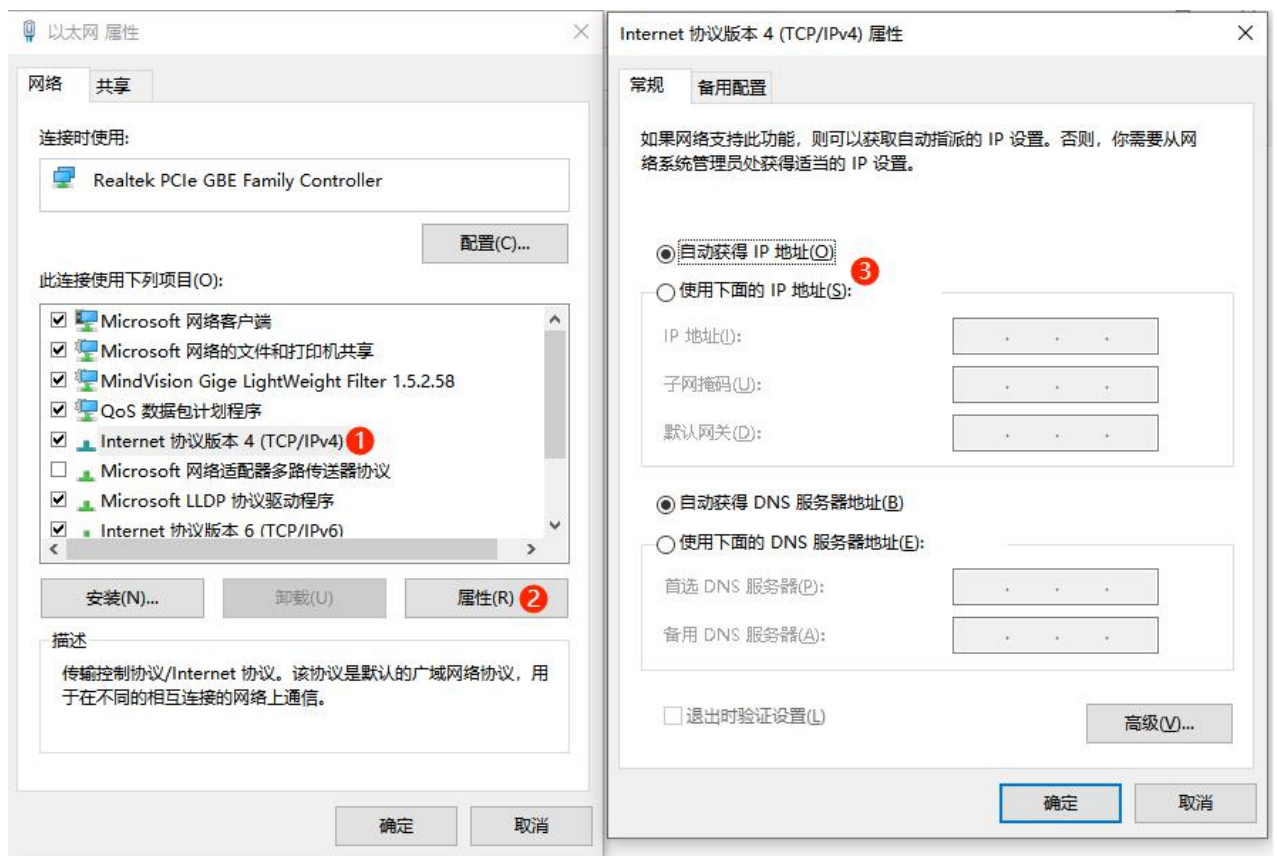 以太网 属性
网络
共享
连接时使用:
Realtek PCIe GBE Family Controller
配置(C)...
此连接使用下列项目(O):
Microsoft 网络客户端
Microsoft 网络的文件和打印机共享
MindVision Gige LightWeight Filter 1.5.2.58
QoS 数据包计划程序
Internet 协议版本 4 (TCP/IPv4) 1
Microsoft 网络适配器多路传送器协议
Microsoft LLDP 协议驱动程序
Internet 协议版本 6 (TCP/IPv6)
安装(N)...
卸载(U)
属性(R) 2
描述
传输控制协议/Internet 协议。该协议是默认的广域网络协议，用
于在不同的相互连接的网络上通信。
确定
取消
Internet 协议版本 4 (TCP/IPv4) 属性
常规
备用配置
如果网络支持此功能，则可以获取自动指派的 IP 设置。否则，你需要从网
络系统管理员处获得适当的 IP 设置。
自动获得 IP 地址(O)
3
使用下面的 IP 地址(S):
IP 地址(I):
子网掩码(U):
默认网关(D):
自动获得 DNS 服务器地址(B)
使用下面的 DNS 服务器地址(E):
首选 DNS 服务器(P):
备用 DNS 服务器(A):
退出时验证设置(L)
高级(V)...
确定
取消